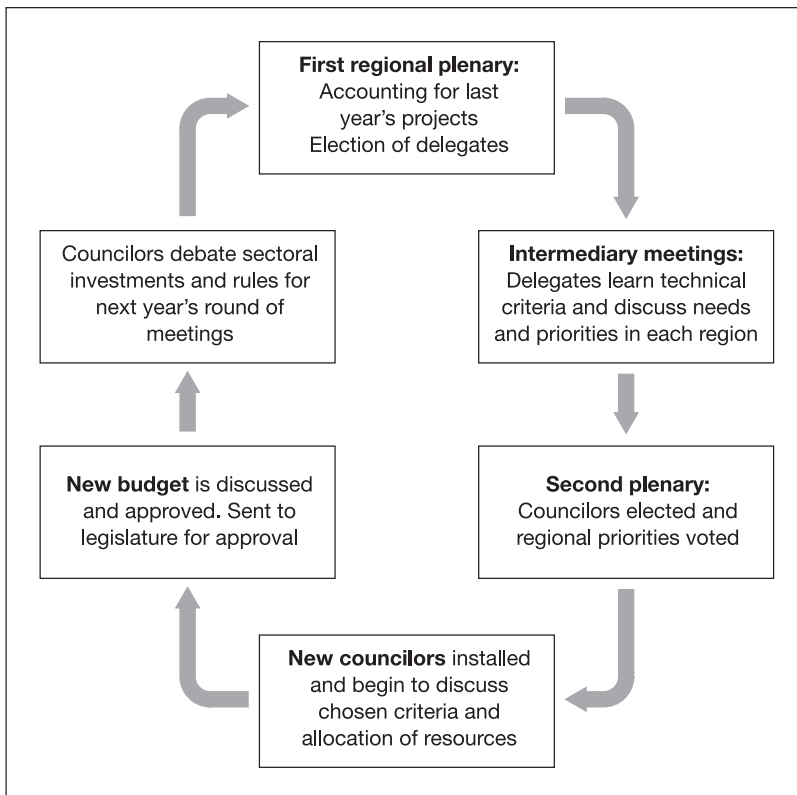 First regional plenary:
Accounting for last
year’s projects
Election of delegates
Intermediary meetings:
Delegates learn technical
criteria and discuss needs
and priorities in each region
Second plenary:
Councilors elected and
regional priorities voted
New councilors installed
and begin to discuss
chosen criteria and
allocation of resources
New budget is discussed
and approved. Sent to
legislature for approval
Councilors debate sectoral
investments and rules for
next year’s round of
meetings